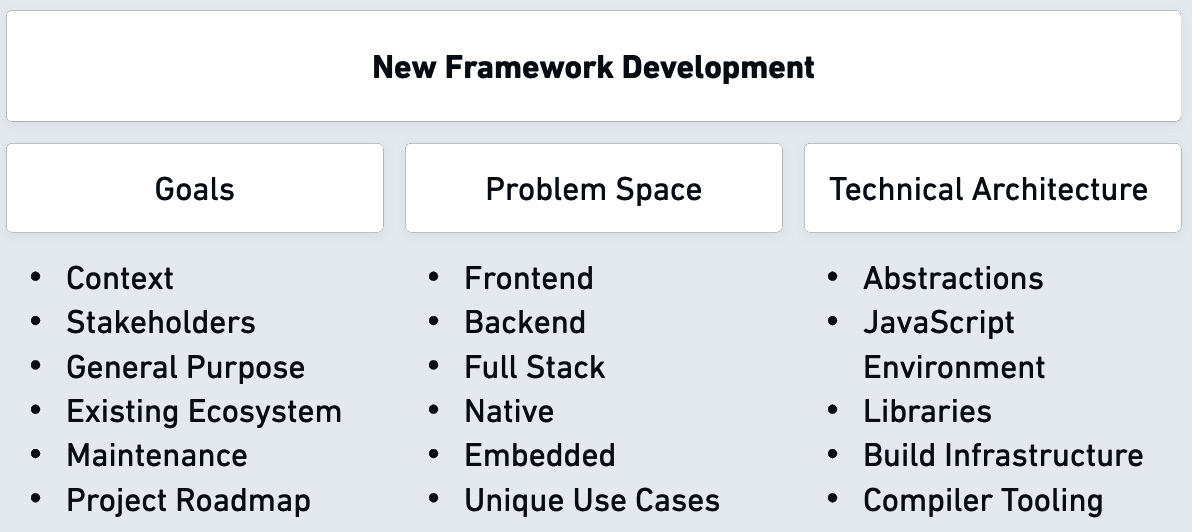 New Framework Development
Goals
• Context
• Stakeholders
• General Purpose
• Existing Ecosystem
• Maintenance
• Project Roadmap
Problem Space
• Frontend
• Backend
• Full Stack
• Native
• Embedded
• Unique Use Cases
Technical Architecture
• Abstractions
• JavaScript
Environment
• Libraries
• Build Infrastructure
• Compiler Tooling